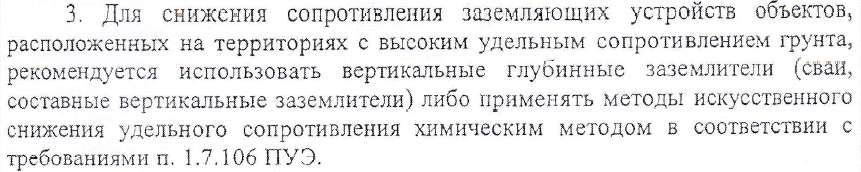 3. Для снижения сопротивления заземляющих устройств объектов,
расположенных на территориях с высоким удельным сопротивлением грунта,
рекомендуется использовать вертикальные глубинные заземлители (сваи,
составные вертикальные заземлители) либо применять методы искусственного
снижения удельного сопротивления химическим методом в соответствии с
требованиями п. 1.7.106 ПУЭ.